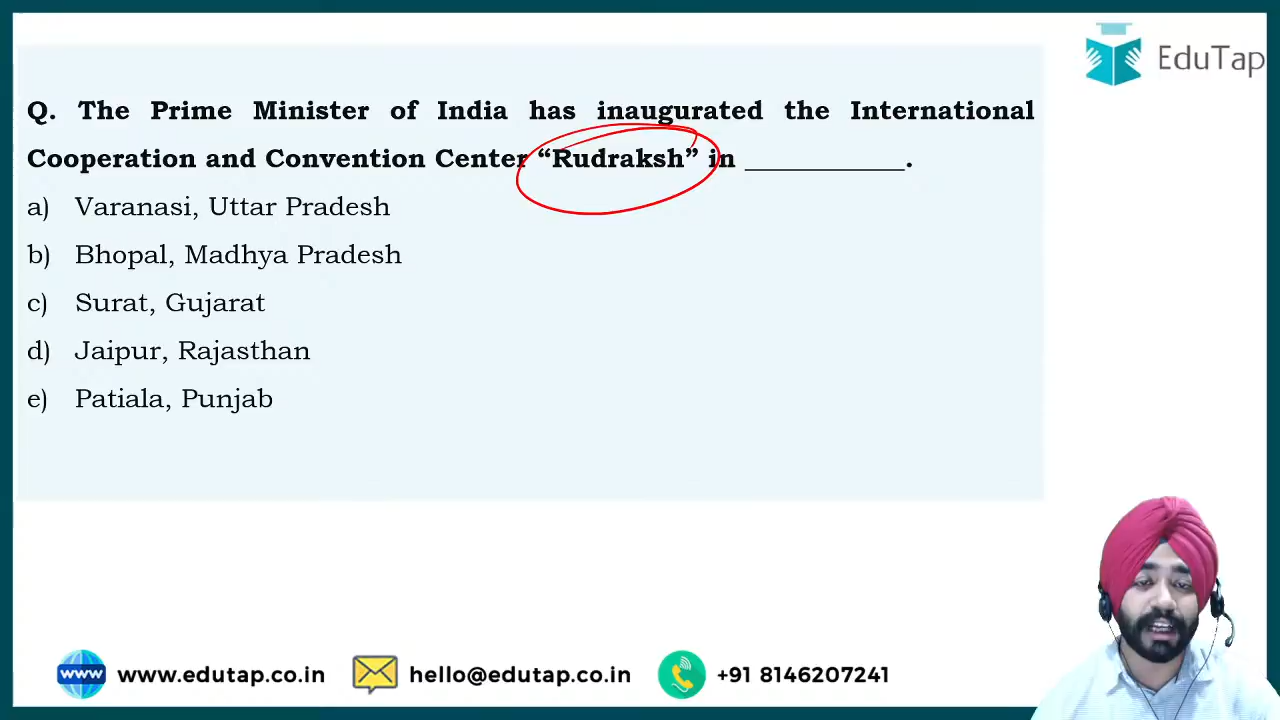 EduTap
Q. The Prime Minister of India has inaugurated the International
Cooperation and Convention Center “Rudraksh” in ____________.
a) Varanasi, Uttar Pradesh
b) Bhopal, Madhya Pradesh
c) Surat, Gujarat
d) Jaipur, Rajasthan
e) Patiala, Punjab
www www.edutap.co.in hello@edutap.co.in +91 8146207241